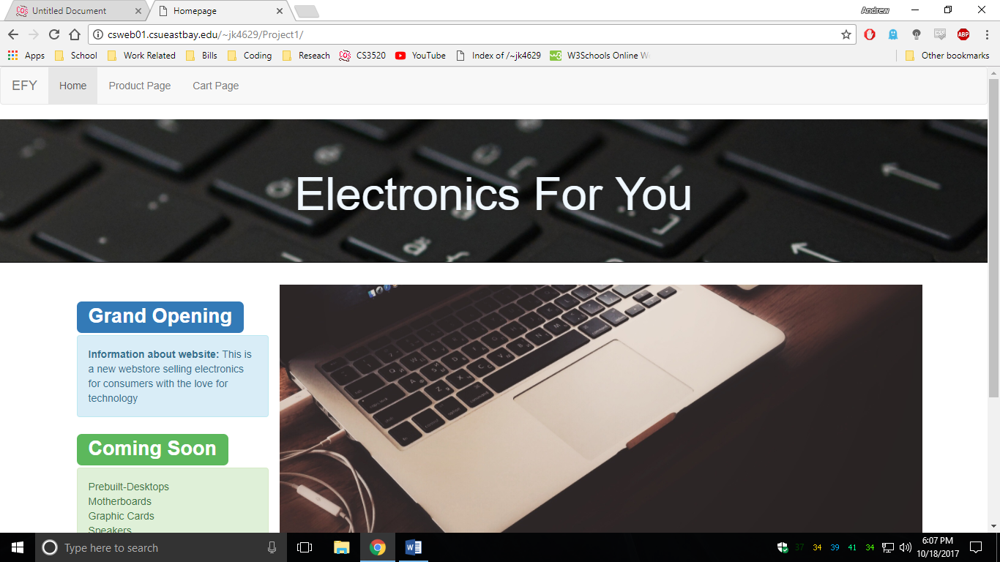 Untitled Document
Homepage
Andrew
csweb01.csueastbay.edu/~jk4629/Project1/
Apps School Work Related Bills Coding Reseach CS3520 YouTube Index of /~jk4629 W3Schools Online Other bookmarks
EFY Home Product Page Cart Page
Electronics For You
Grand Opening
Information about website: This is
a new webstore selling electronics
for consumers with the love for
technology
Coming Soon
Prebuilt-Desktops
Motherboards
Graphic Cards
Speakers
Type here to search
37 34 39 41 34
6:07 PM
10/18/2017